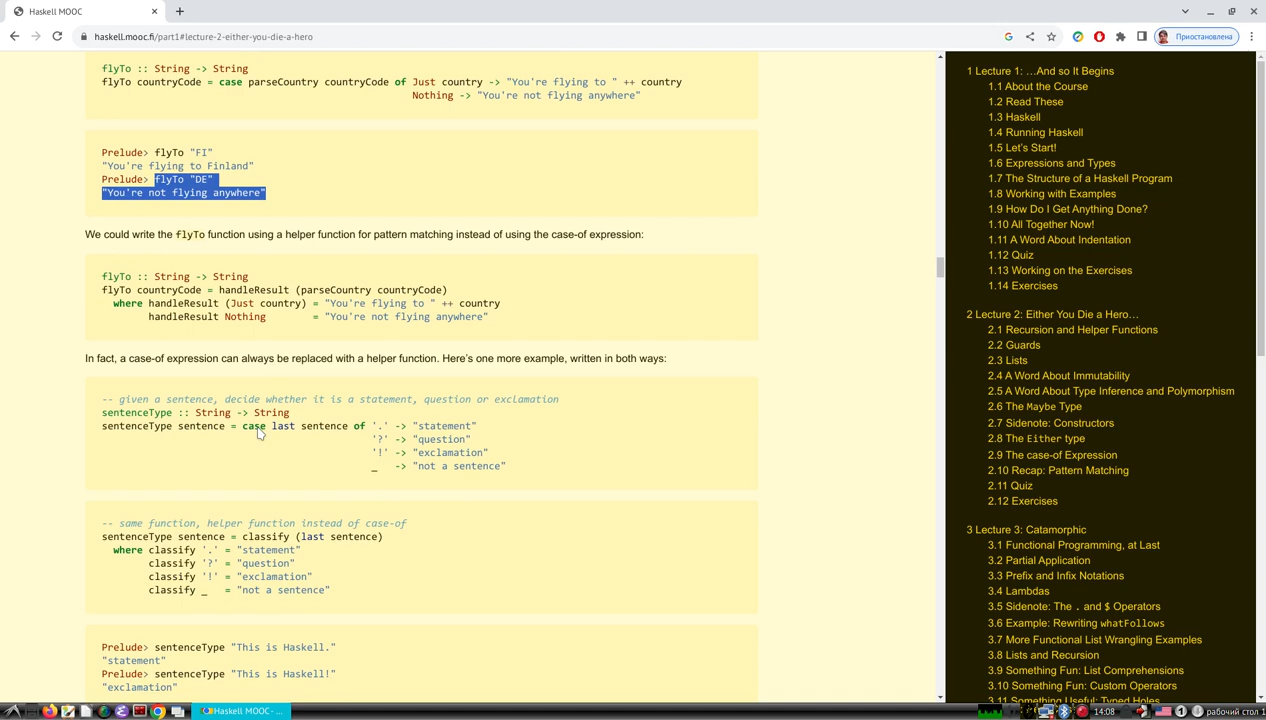 Haskell MOOC
haskell.mooc.fi/part1#lecture-2-either-you-die-a-hero
Приостановлена
flyTo :: String -> String
flyTo countryCode = case parseCountry countryCode of Just country -> "You're flying to " ++ country
Nothing -> "You're not flying anywhere"
Prelude> flyTo "FI"
"You're flying to Finland"
Prelude> flyTo "DE"
"You're not flying anywhere"
We could write the flyTo function using a helper function for pattern matching instead of using the case-of expression:
flyTo :: String -> String
flyTo countryCode = handleResult (parseCountry countryCode)
where handleResult (Just country) = "You're flying to " ++ country
handleResult Nothing = "You're not flying anywhere"
In fact, a case-of expression can always be replaced with a helper function. Here's one more example, written in both ways:
-- given a sentence, decide whether it is a statement, question or exclamation
sentenceType :: String -> String
sentenceType sentence = case last sentence of '.' -> "statement"
'?' -> "question"
'!' -> "exclamation"
_ -> "not a sentence"
-- same function, helper function instead of case-of
sentenceType sentence = classify (last sentence)
where classify '.' = "statement"
classify '?' = "question"
classify '!' = "exclamation"
classify _ = "not a sentence"
Prelude> sentenceType "This is Haskell."
"statement"
Prelude> sentenceType "This is Haskell!"
"exclamation"
1 Lecture 1: …And so It Begins
1.1 About the Course
1.2 Read These
1.3 Haskell
1.4 Running Haskell
1.5 Let's Start!
1.6 Expressions and Types
1.7 The Structure of a Haskell Program
1.8 Working with Examples
1.9 How Do I Get Anything Done?
1.10 All Together Now!
1.11 A Word About Indentation
1.12 Quiz
1.13 Working on the Exercises
1.14 Exercises
2 Lecture 2: Either You Die a Hero…
2.1 Recursion and Helper Functions
2.2 Guards
2.3 Lists
2.4 A Word About Immutability
2.5 A Word About Type Inference and Polymorphism
2.6 The Maybe Type
2.7 Sidenote: Constructors
2.8 The Either type
2.9 The case-of Expression
2.10 Recap: Pattern Matching
2.11 Quiz
2.12 Exercises
3 Lecture 3: Catamorphic
3.1 Functional Programming, at Last
3.2 Partial Application
3.3 Prefix and Infix Notations
3.4 Lambdas
3.5 Sidenote: The . and $ Operators
3.6 Example: Rewriting whatFollows
3.7 More Functional List Wrangling Examples
3.8 Lists and Recursion
3.9 Something Fun: List Comprehensions
3.10 Something Fun: Custom Operators
3.11 Something Useful: Typed Holes
Haskell MOOC - ...
14:08
1
рабочий стол 1